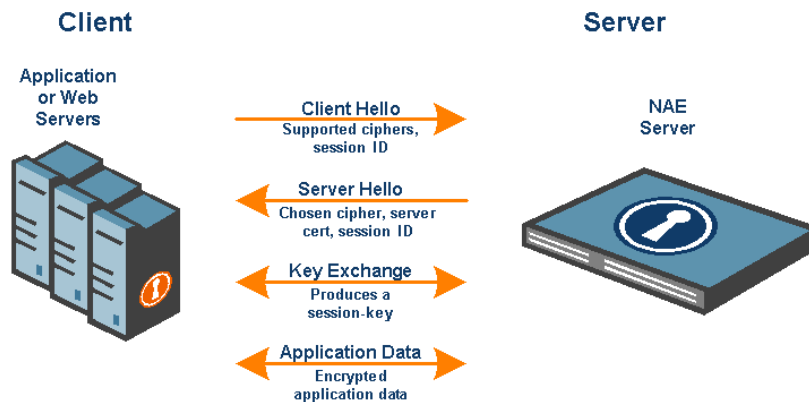 Client
Server
Application
or Web
Servers
NAE
Server
Client Hello
Supported ciphers,
session ID
Server Hello
Chosen cipher, server
cert, session ID
Key Exchange
Produces a
session-key
Application Data
Encrypted
application data